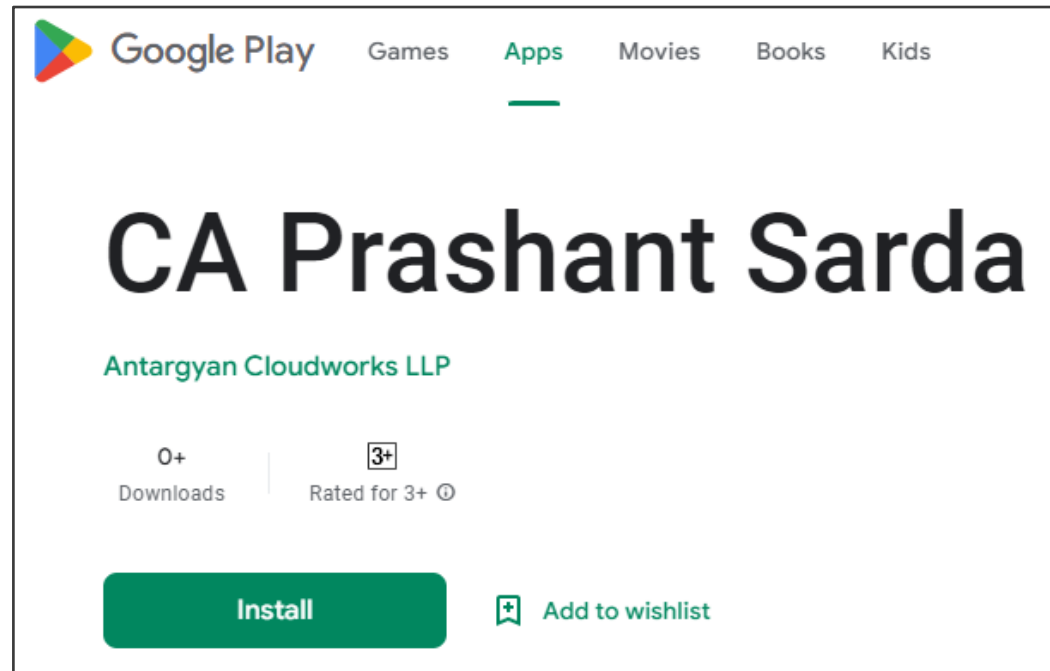 Google Play Games Apps Movies Books Kids
CA Prashant Sarda
Antargyan Cloudworks LLP
0+ 3+
Downloads Rated for 3+
Install Add to wishlist